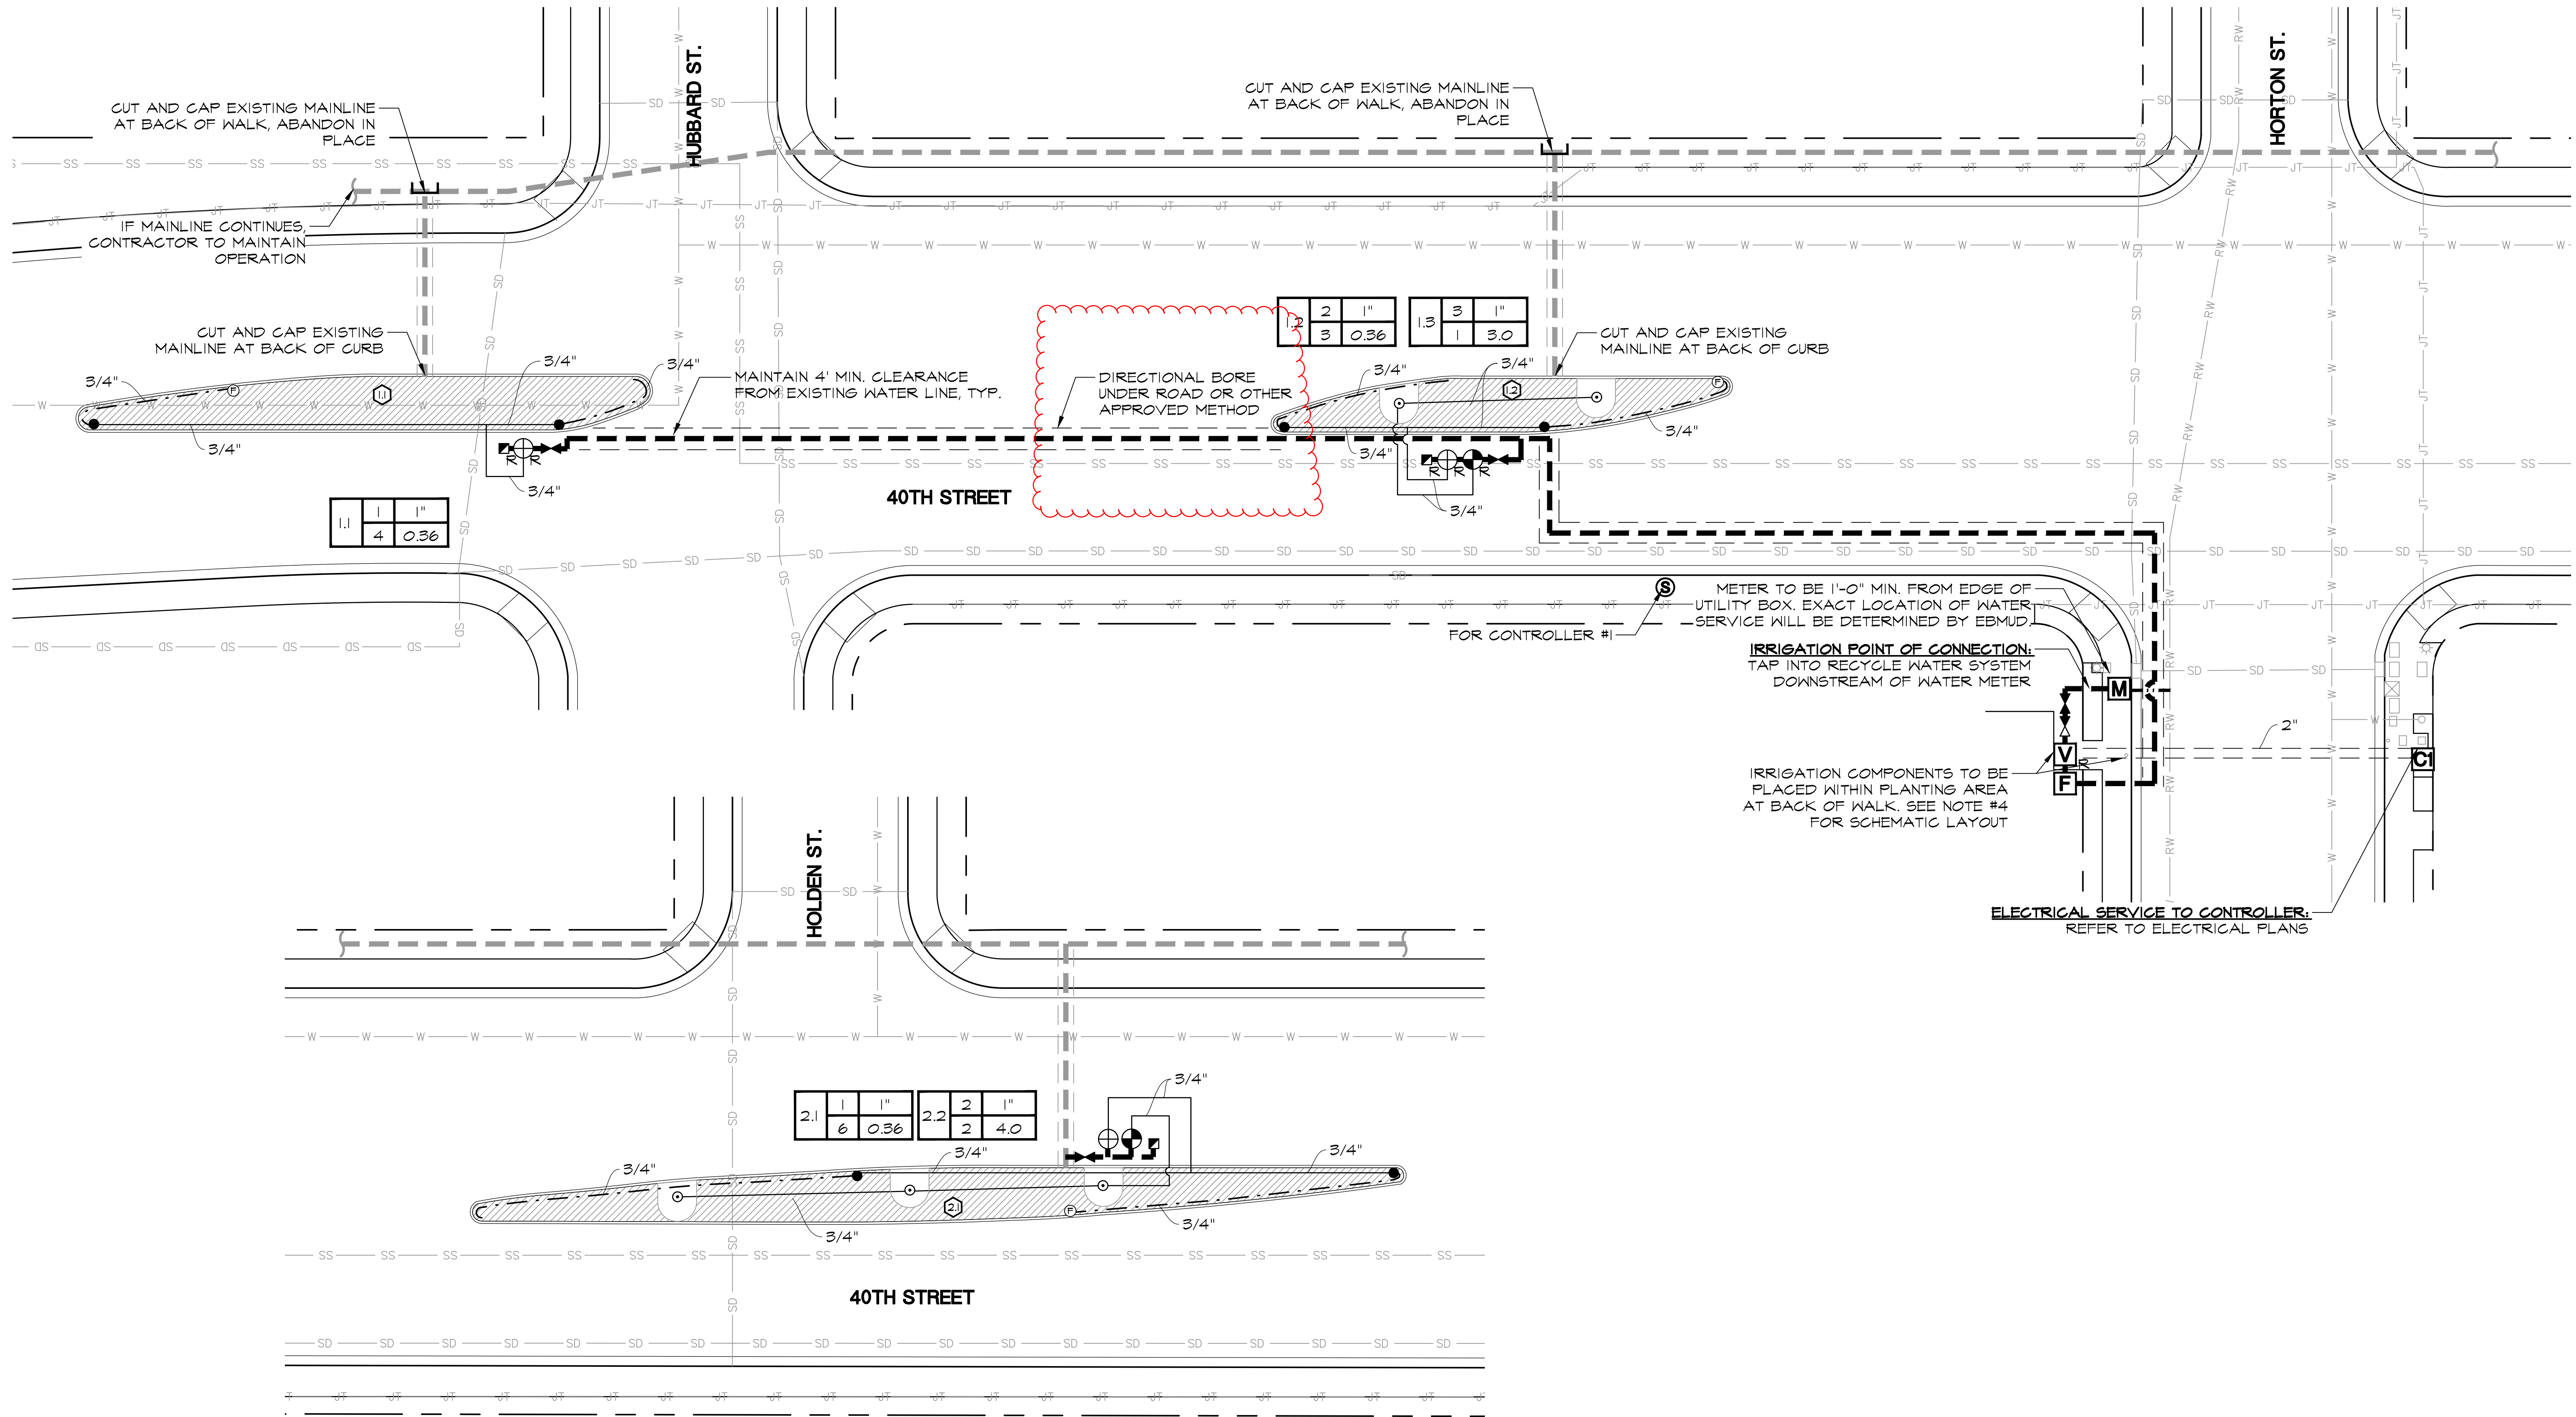 HUBBARD ST.
HORTON ST.
CUT AND CAP EXISTING MAINLINE
AT BACK OF WALK, ABANDON IN
PLACE
CUT AND CAP EXISTING MAINLINE
AT BACK OF WALK, ABANDON IN
PLACE
IF MAINLINE CONTINUES,
CONTRACTOR TO MAINTAIN
OPERATION
CUT AND CAP EXISTING
MAINLINE AT BACK OF CURB
1.2 2 1"
3 0.36
1.3 3 1"
1 3.0
CUT AND CAP EXISTING
MAINLINE AT BACK OF CURB
3/4"
3/4"
3/4"
1.1
F
3/4"
MAINTAIN 4' MIN. CLEARANCE
FROM EXISTING WATER LINE, TYP.
DIRECTIONAL BORE
UNDER ROAD OR OTHER
APPROVED METHOD
3/4"
3/4"
1.2
F
3/4"
3/4"
3/4"
R R
R R R
3/4"
40TH STREET
1.1 1 1"
4 0.36
S
FOR CONTROLLER #1
METER TO BE 1'-0" MIN. FROM EDGE OF
UTILITY BOX. EXACT LOCATION OF WATER
SERVICE WILL BE DETERMINED BY EBMUD.
IRRIGATION POINT OF CONNECTION:
TAP INTO RECYCLE WATER SYSTEM
DOWNSTREAM OF WATER METER
M
2"
V
R
F
C1
IRRIGATION COMPONENTS TO BE
PLACED WITHIN PLANTING AREA
AT BACK OF WALK. SEE NOTE #4
FOR SCHEMATIC LAYOUT
ELECTRICAL SERVICE TO CONTROLLER:
REFER TO ELECTRICAL PLANS
HOLDEN ST.
2.1 1 1"
6 0.36
2.2 2 1"
2 4.0
3/4"
3/4"
3/4"
3/4"
2.1
F
3/4"
3/4"
40TH STREET
SS
SD
W
JT
RW